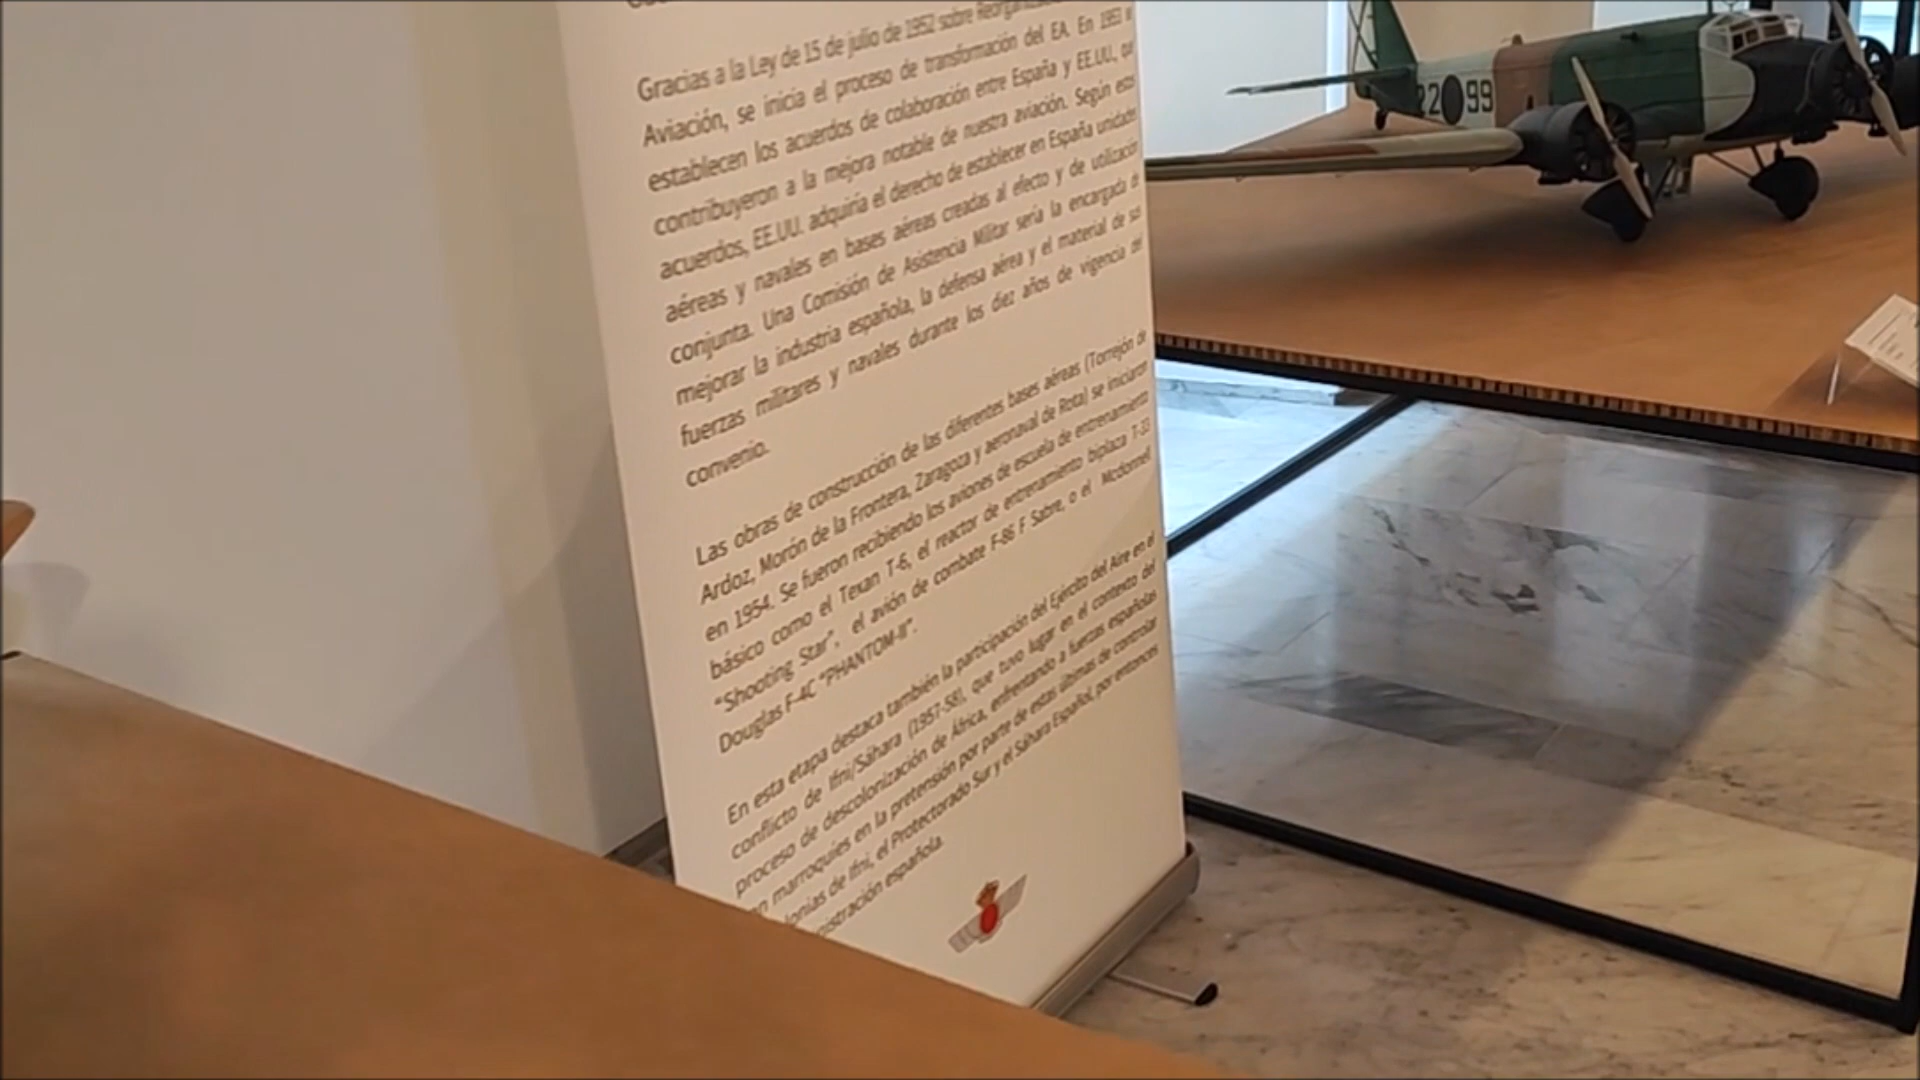 Gracias a la Ley de 15 de julio de 1952 sobre
Aviación, se inicia el proceso de transformación del EA. En 1953
establecen los acuerdos de colaboración entre España y EE.UU.,
contribuyeron a la mejora notable de nuestra aviación. Según
acuerdos, EE.UU. adquiría el derecho de establecer en España
aéreas y navales en bases aéreas creadas al efecto y de utilización
conjunta. Una Comisión de Asistencia Militar sería la encargada
mejorar la industria española, la defensa aérea y el material de
fuerzas militares y navales durante los diez años de vigencia
convenio.
Las obras de construcción de las diferentes bases aéreas (Torrejón de
Ardoz, Morón de la Frontera, Zaragoza y aeronaval de Rota) se iniciaron
en 1954. Se fueron recibiendo los aviones de escuela de entrenamiento
básico como el Texan T-6, el reactor de entrenamiento biplaza T-33
"Shooting Star", el avión de combate F-86 F Sabre, o el Mcdonnell
Douglas F-4C "PHANTOM-II".
En esta etapa destaca también la participación del Ejército del Aire en el
conflicto de Ifni/Sáhara (1957-58), que tuvo lugar en el contexto del
proceso de descolonización de África, enfrentando a fuerzas españolas
marroquíes en la pretensión por parte de estas últimas de controlar
lonias de Ifni, el Protectorado Sur y el Sáhara Español, por entonces
nistración española.
22 99